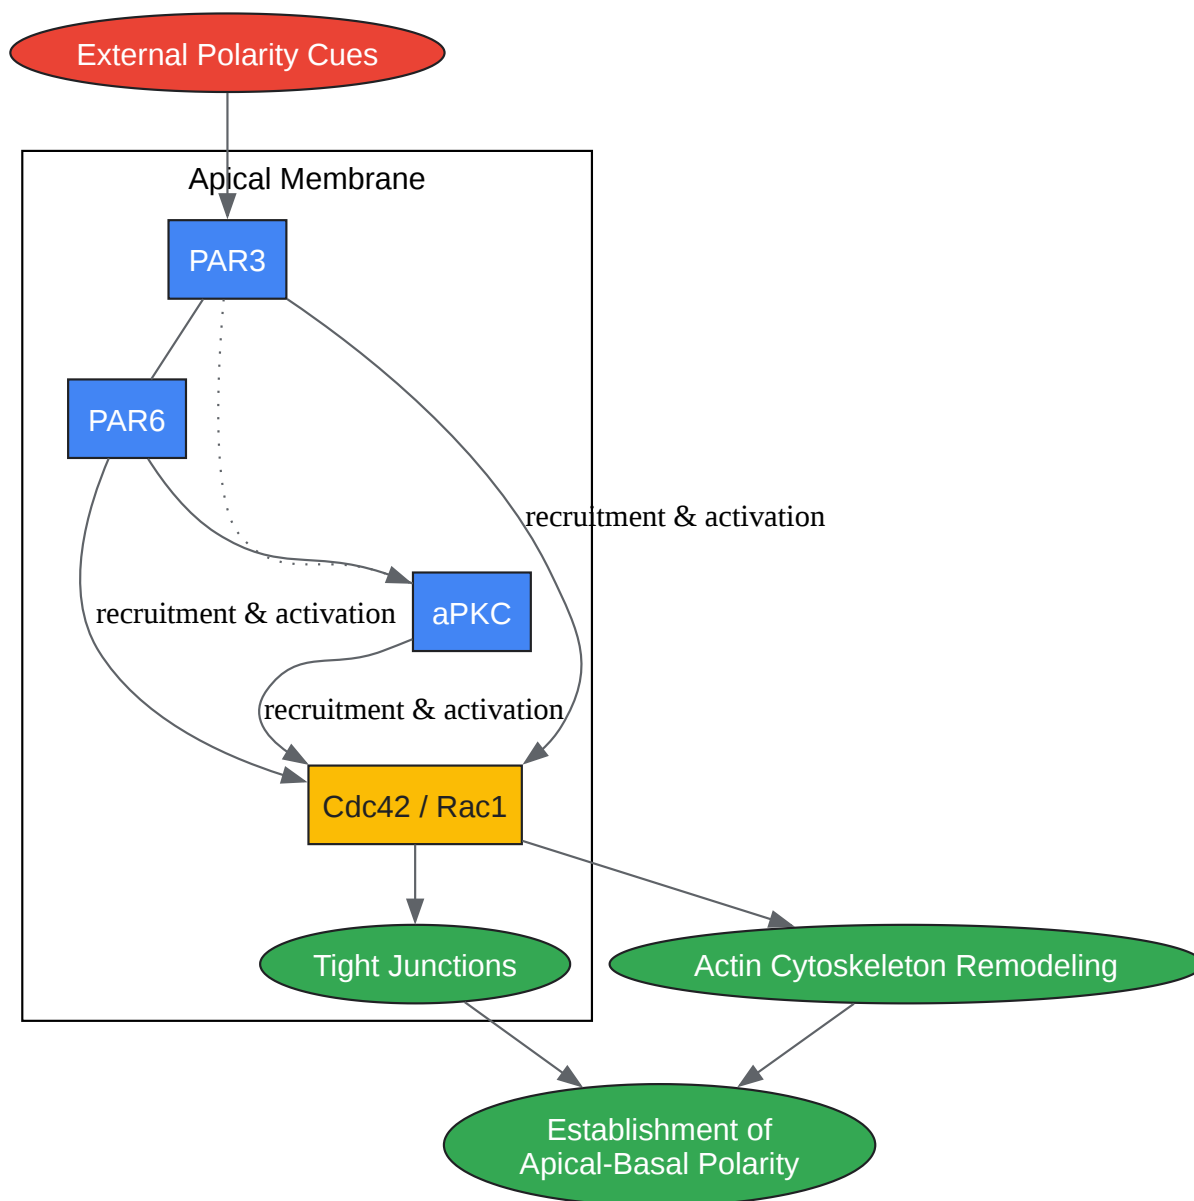 External Polarity Cues
Apical Membrane
PAR3
PAR6
recruitment & activation
aPKC
recruitment & activation
recruitment & activation
Cdc42 / Rac1
Tight Junctions
Actin Cytoskeleton Remodeling
Establishment of
Apical-Basal Polarity